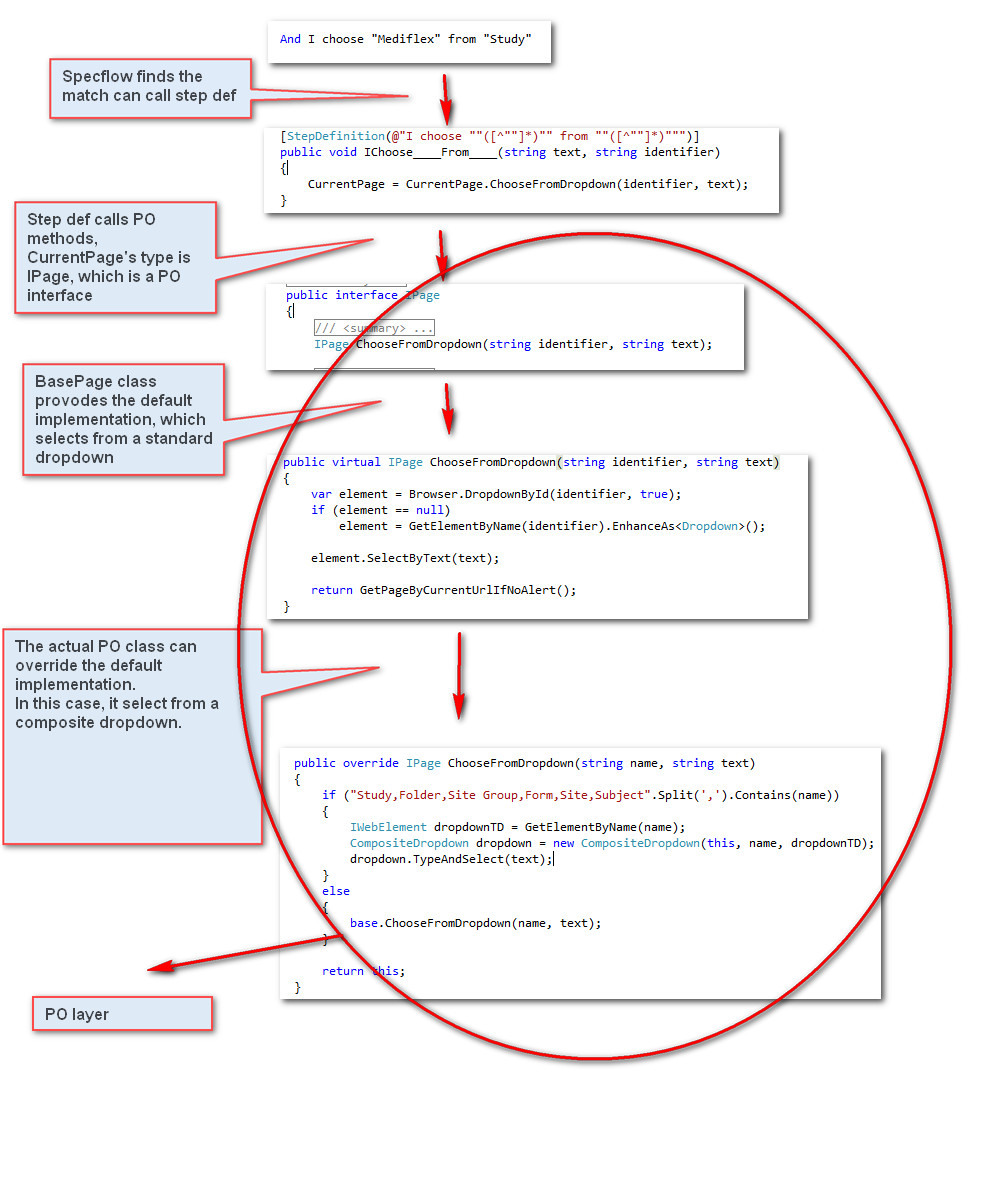 And I choose "Mediflex" from "Study"
Specflow finds the
match can call step def
[StepDefinition(@"I choose ""([^""]*)"" from ""([^""]*)""")]
public void IChoose____From____(string text, string identifier)
{
CurrentPage = CurrentPage.ChooseFromDropdown(identifier, text);
}
Step def calls PO
methods,
CurrentPage's type is
IPage, which is a PO
interface
public interface IPage
{
/// <summary> ...
IPage ChooseFromDropdown(string identifier, string text);
BasePage class
provodes the default
implementation, which
selects from a standard
dropdown
public virtual IPage ChooseFromDropdown(string identifier, string text)
{
var element = Browser.DropdownById(identifier, true);
if (element == null)
element = GetElementByName(identifier).EnhanceAs<Dropdown>();
element.SelectByText(text);
return GetPageByCurrentUrlIfNoAlert();
}
The actual PO class can
override the default
implementation.
In this case, it select from a
composite dropdown.
public override IPage ChooseFromDropdown(string name, string text)
{
if ("Study,Folder,Site Group,Form,Site,Subject".Split(',').Contains(name))
{
IWebElement dropdownTD = GetElementByName(name);
CompositeDropdown dropdown = new CompositeDropdown(this, name, dropdownTD);
dropdown.TypeAndSelect(text);
}
else
{
base.ChooseFromDropdown(name, text);
}
return this;
}
PO layer